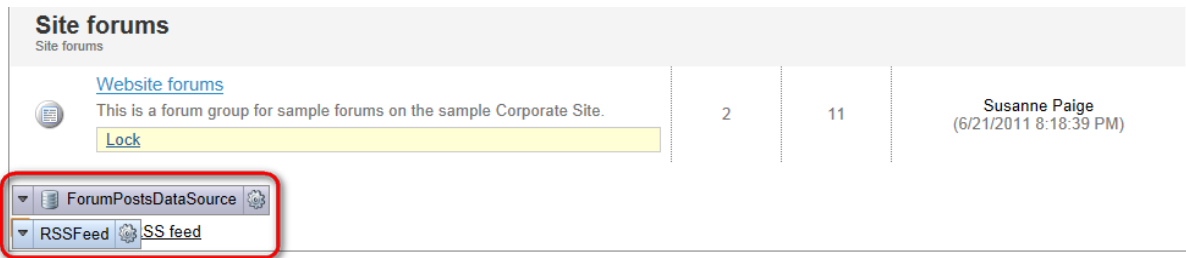 Site forums
Site forums
Website forums
This is a forum group for sample forums on the sample Corporate Site.
Lock
2
11
Susanne Paige
(6/21/2011 8:18:39 PM)
ForumPostsDataSource
RSSFeed SS feed